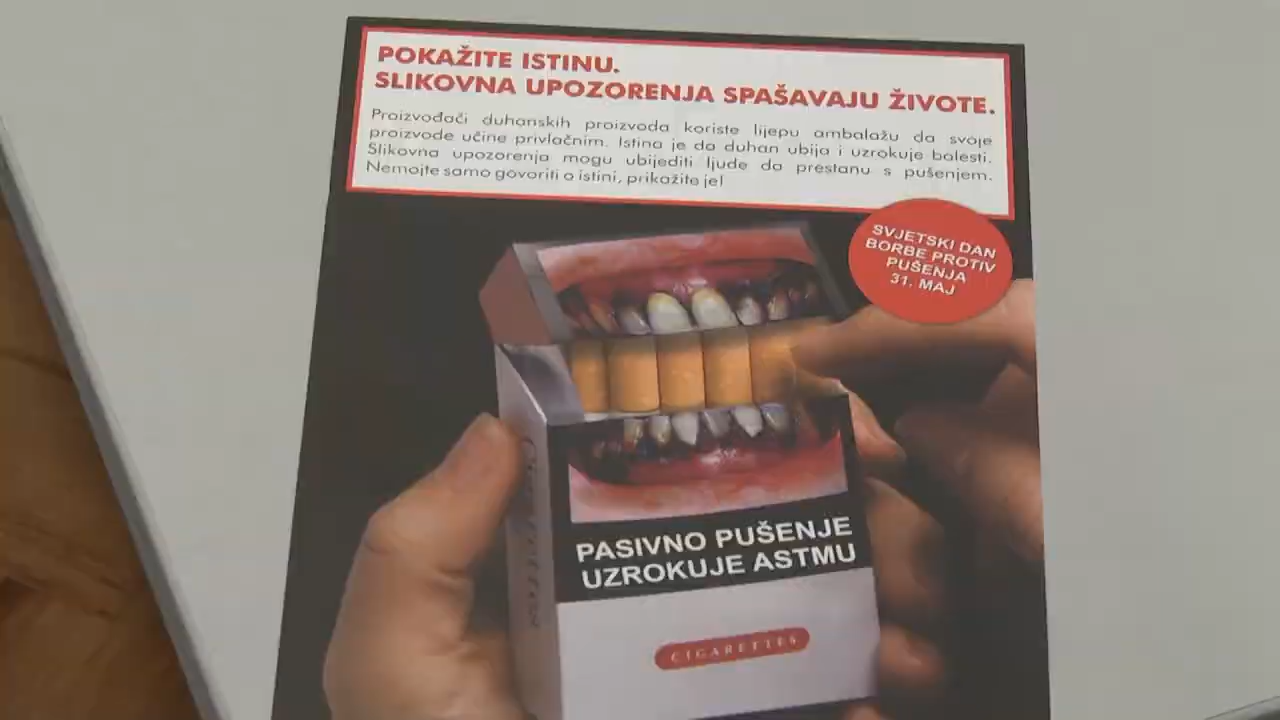 POKAŽITE ISTINU.
SLIKOVNA UPOZORENJA SPAŠAVAJU ŽIVOTE.
Proizvođači duhanskih proizvoda koriste lijepu ambalažu da svoje
proizvode učine privlačnim. Istina je da duhan ubija i uzrokuje bolesti.
Slikovna upozorenja mogu ubijediti ljude da prestanu s pušenjem.
Nemojte samo govoriti o istini, prikažite je!
SVJETSKI DAN
BORBE PROTIV
PUŠENJA
31. MAJ
PASIVNO PUŠENJE
UZROKUJE ASTMU
CIGARETTES